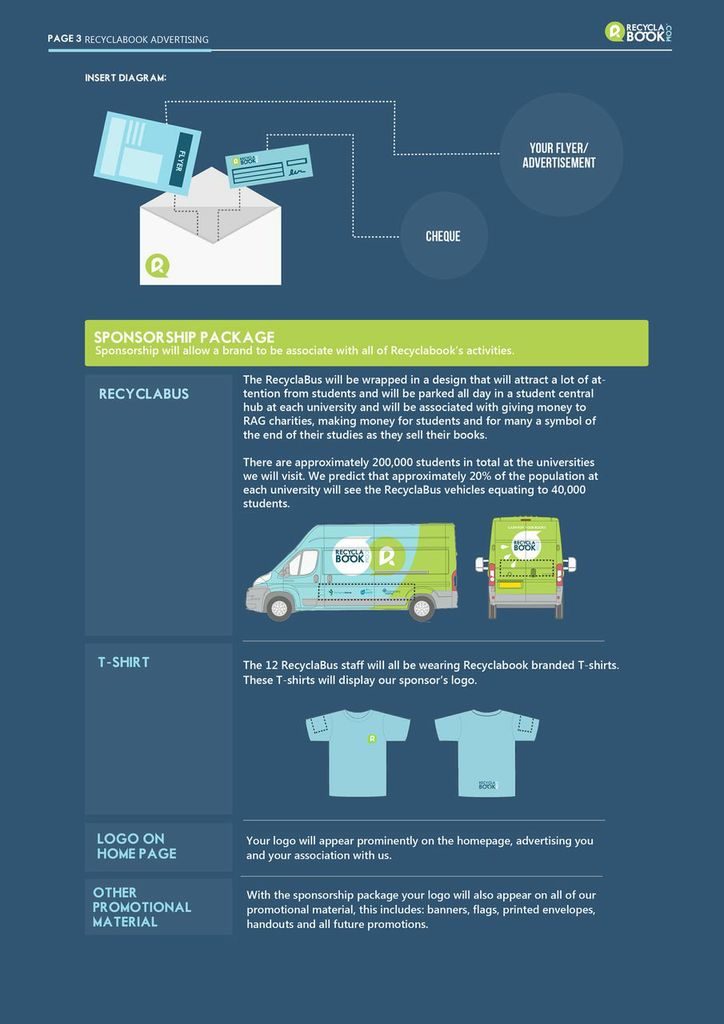 PAGE 3 RECYCLABOOK ADVERTISING
RECYCLA
BOOK
.COM
INSERT DIAGRAM:
FLYER
RECYCLA
BOOK
YOUR FLYER/
ADVERTISEMENT
CHEQUE
SPONSORSHIP PACKAGE
Sponsorship will allow a brand to be associate with all of Recyclabook's activities.
RECYCLABUS
The RecyclaBus will be wrapped in a design that will attract a lot of at-
tention from students and will be parked all day in a student central
hub at each university and will be associated with giving money to
RAG charities, making money for students and for many a symbol of
the end of their studies as they sell their books.
There are approximately 200,000 students in total at the universities
we will visit. We predict that approximately 20% of the population at
each university will see the RecyclaBus vehicles equating to 40,000
students.
RECYCLA
BOOK
RECYCLA
BOOK
T-SHIRT
The 12 RecyclaBus staff will all be wearing Recyclabook branded T-shirts.
These T-shirts will display our sponsor's logo.
RECYCLA
BOOK
LOGO ON
HOME PAGE
Your logo will appear prominently on the homepage, advertising you
and your association with us.
OTHER
PROMOTIONAL
MATERIAL
With the sponsorship package your logo will also appear on all of our
promotional material, this includes: banners, flags, printed envelopes,
handouts and all future promotions.